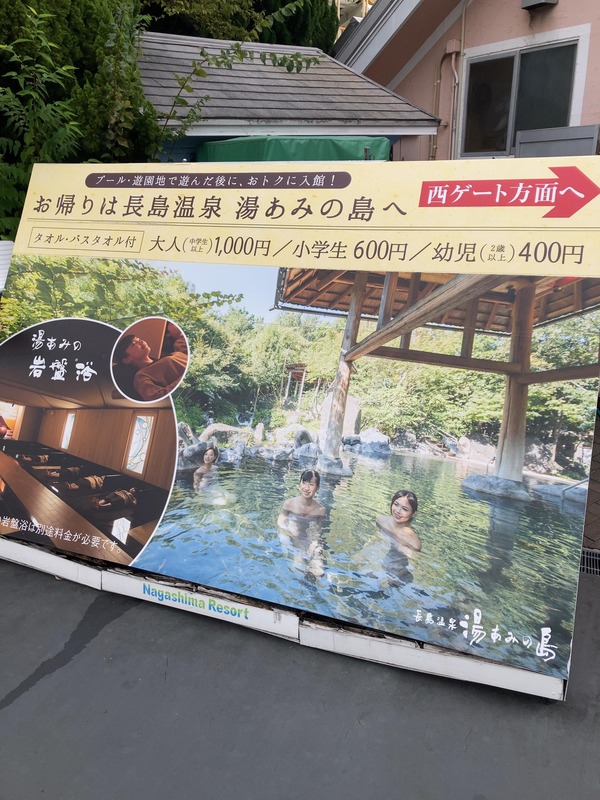 プール・遊園地で遊んだ後に、おトクに入館！
お帰りは長島温泉 湯あみの島へ
西ゲート方面へ
タオル・バスタオル付 大人(中学生以上)1,000円／小学生 600円／幼児(2歳以上)400円
湯あみの
岩盤浴
岩盤浴は別途料金が必要です。
Nagashima Resort
長島温泉 湯あみの島